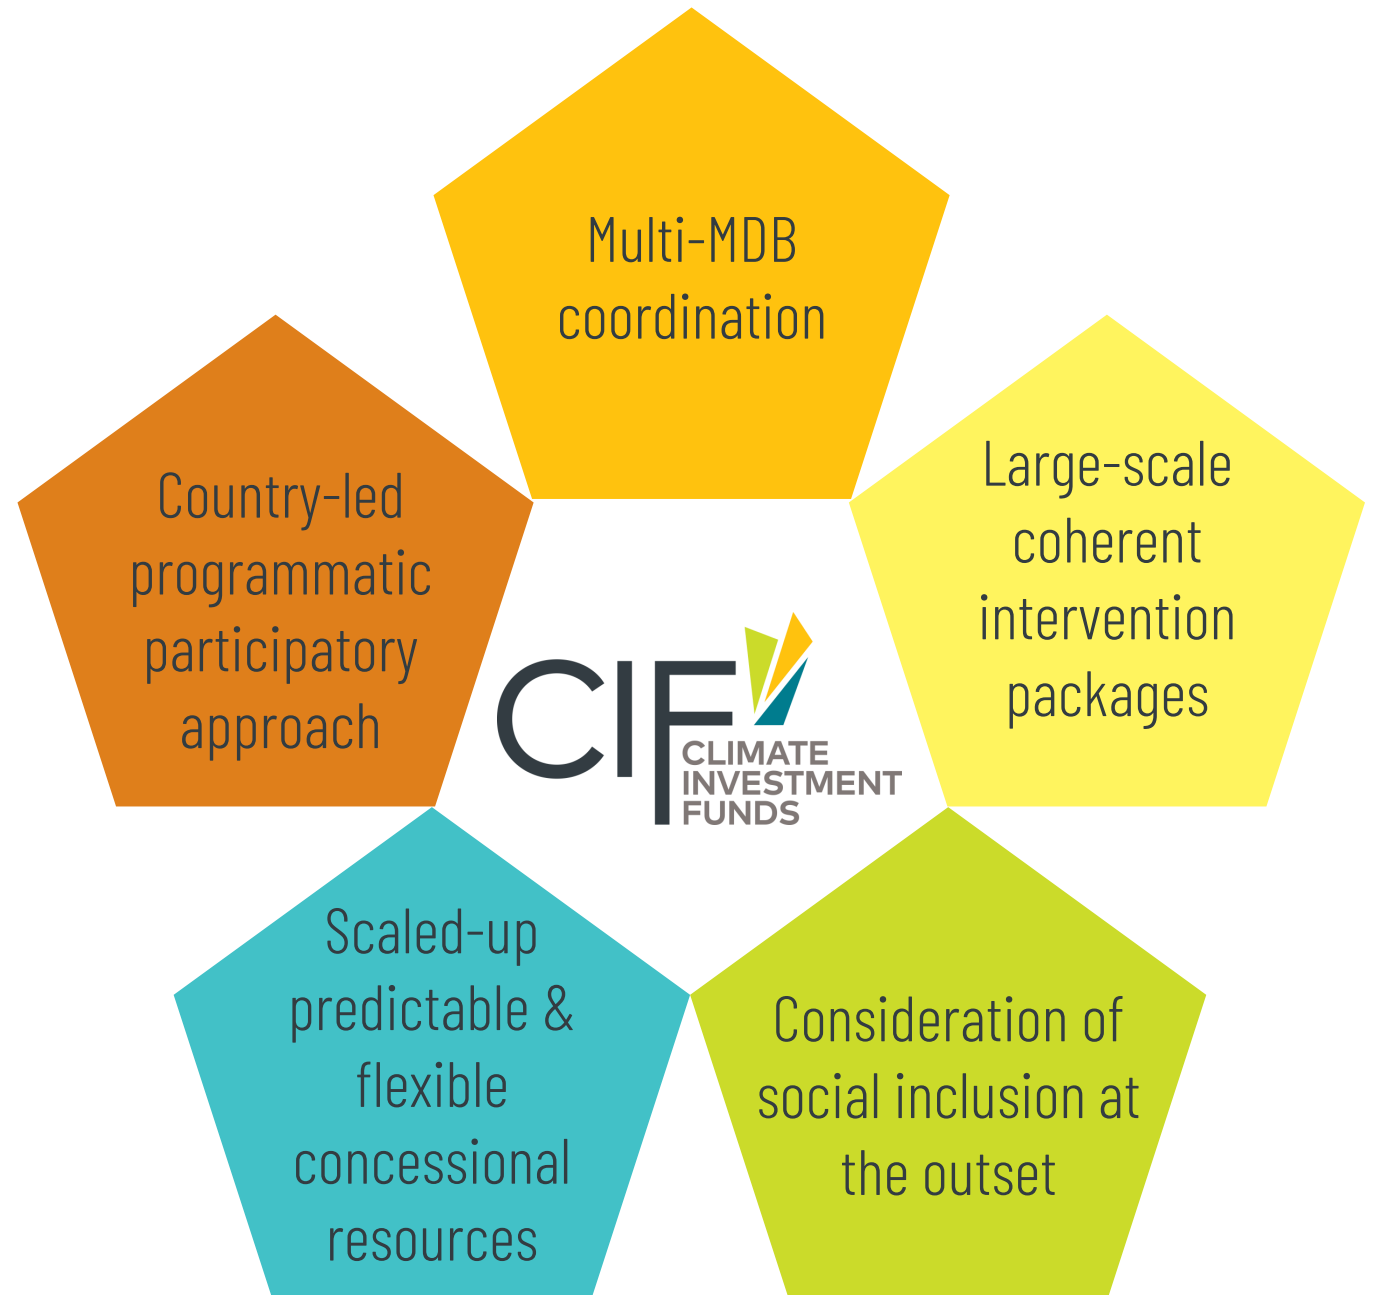 Multi-MDB
coordination
Country-led
programmatic
participatory
approach
Large-scale
coherent
intervention
packages
CIF
CLIMATE
INVESTMENT
FUNDS
Scaled-up
predictable &
flexible
concessional
resources
Consideration of
social inclusion at
the outset